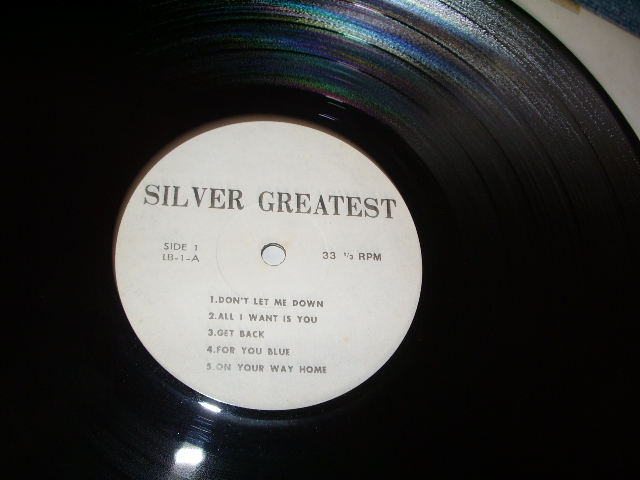 SILVER GREATEST
SIDE 1
LB-1-A
33 ⅓ RPM
1.DON'T LET ME DOWN
2.ALL I WANT IS YOU
3.GET BACK
4.FOR YOU BLUE
5.ON YOUR WAY HOME